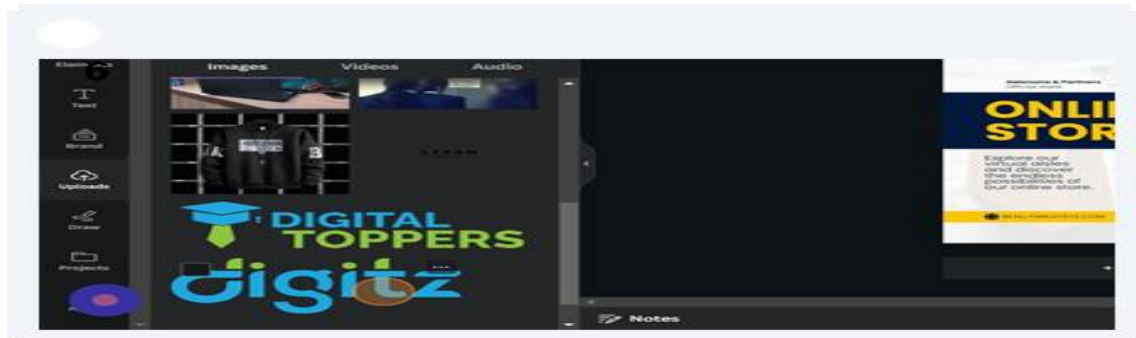 Images Videos Audio
Text
Brand
Uploads
Draw
Projects
DIGITAL
TOPPERS
digitz
Notes
ONLI
STOR
Explore our
virtual aisles
and discover
the endless
possibilities of
our online store.